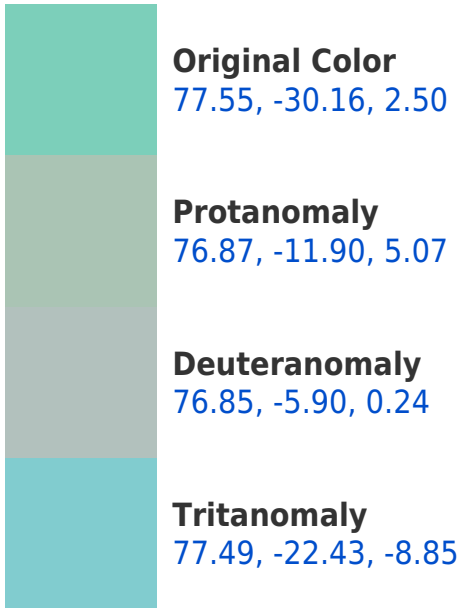 Original Color
77.55, -30.16, 2.50
Protanomaly
76.87, -11.90, 5.07
Deuteranomaly
76.85, -5.90, 0.24
Tritanomaly
77.49, -22.43, -8.85